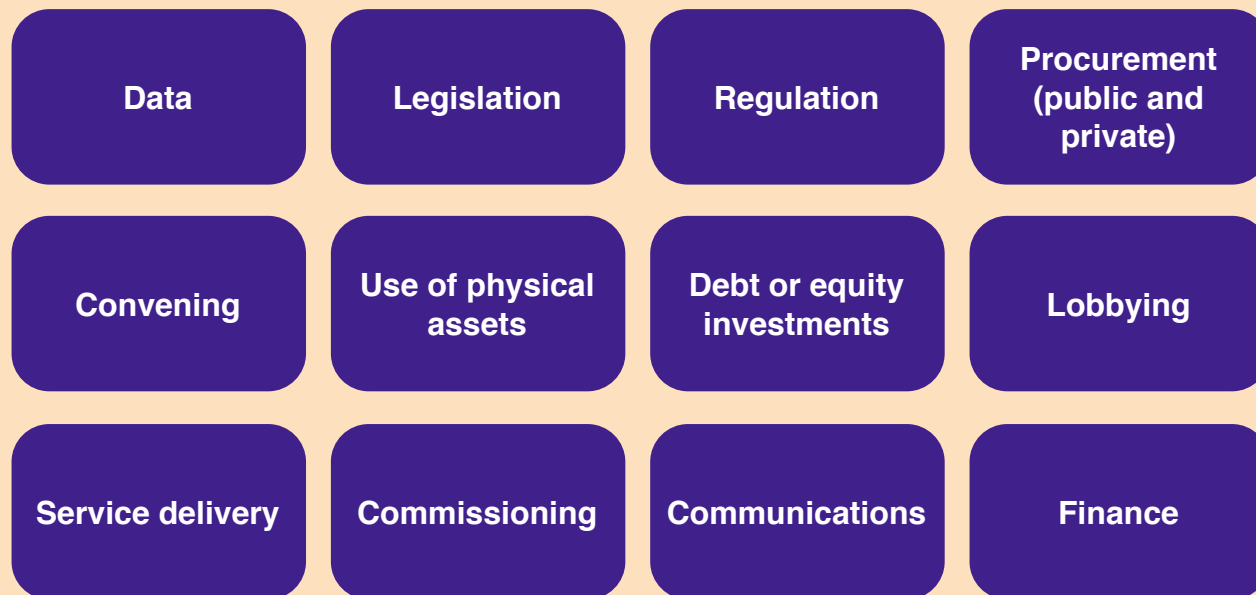 Data
Legislation
Regulation
Procurement
(public and
private)
Convening
Use of physical
assets
Debt or equity
investments
Lobbying
Service delivery
Commissioning
Communications
Finance